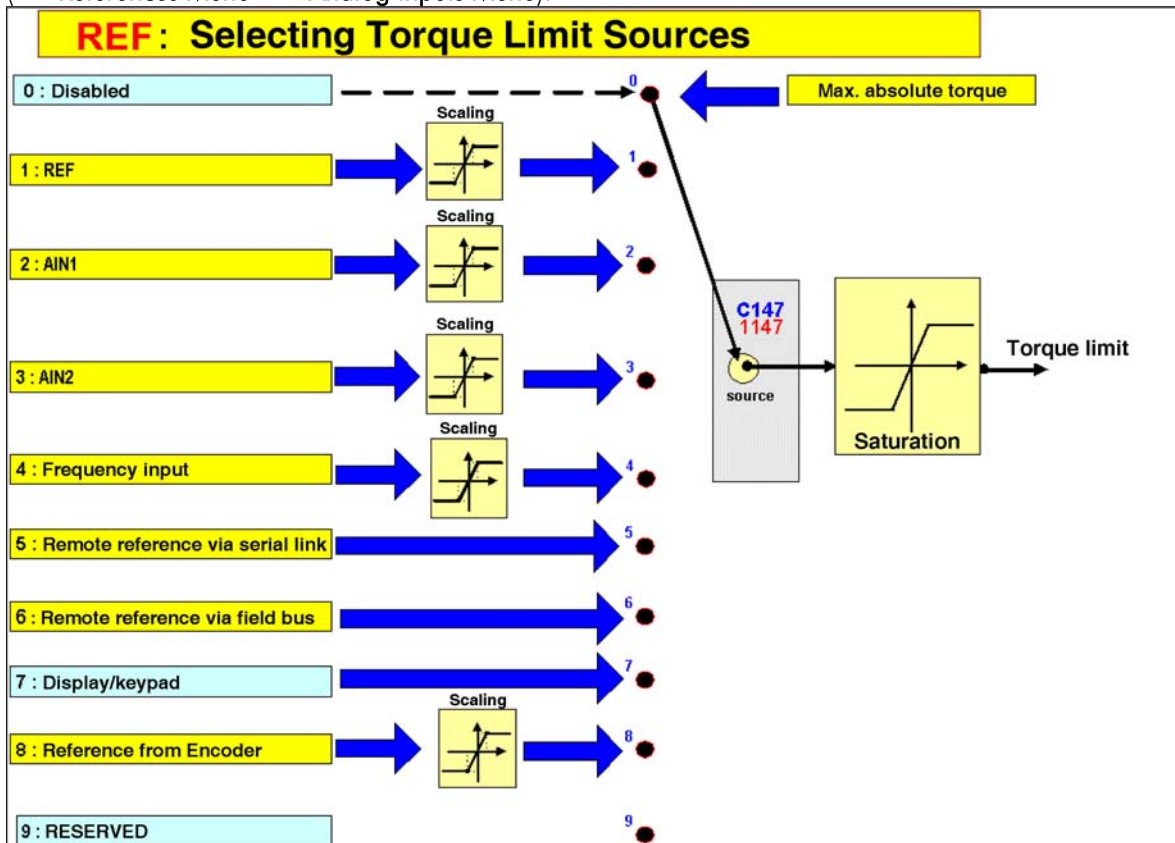 REF: Selecting Torque Limit Sources
0 : Disabled
0
Max. absolute torque
Scaling
1 : REF
1
Scaling
2 : AIN1
2
Scaling
3 : AIN2
3
C147
1147
source
Saturation
Torque limit
Scaling
4 : Frequency input
4
5 : Remote reference via serial link
5
6 : Remote reference via field bus
6
7 : Display/keypad
7
Scaling
8 : Reference from Encoder
8
9 : RESERVED
9